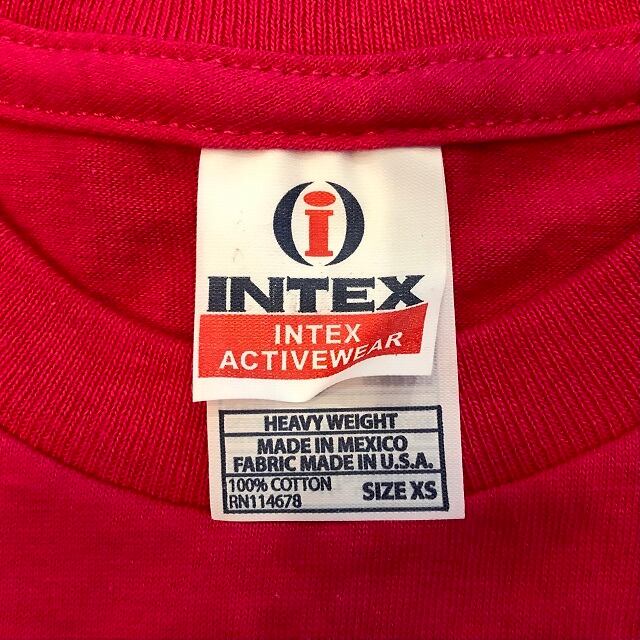 i
INTEX
INTEX
ACTIVEWEAR
HEAVY WEIGHT
MADE IN MEXICO
FABRIC MADE IN U.S.A.
100% COTTON
RN114678
SIZE XS